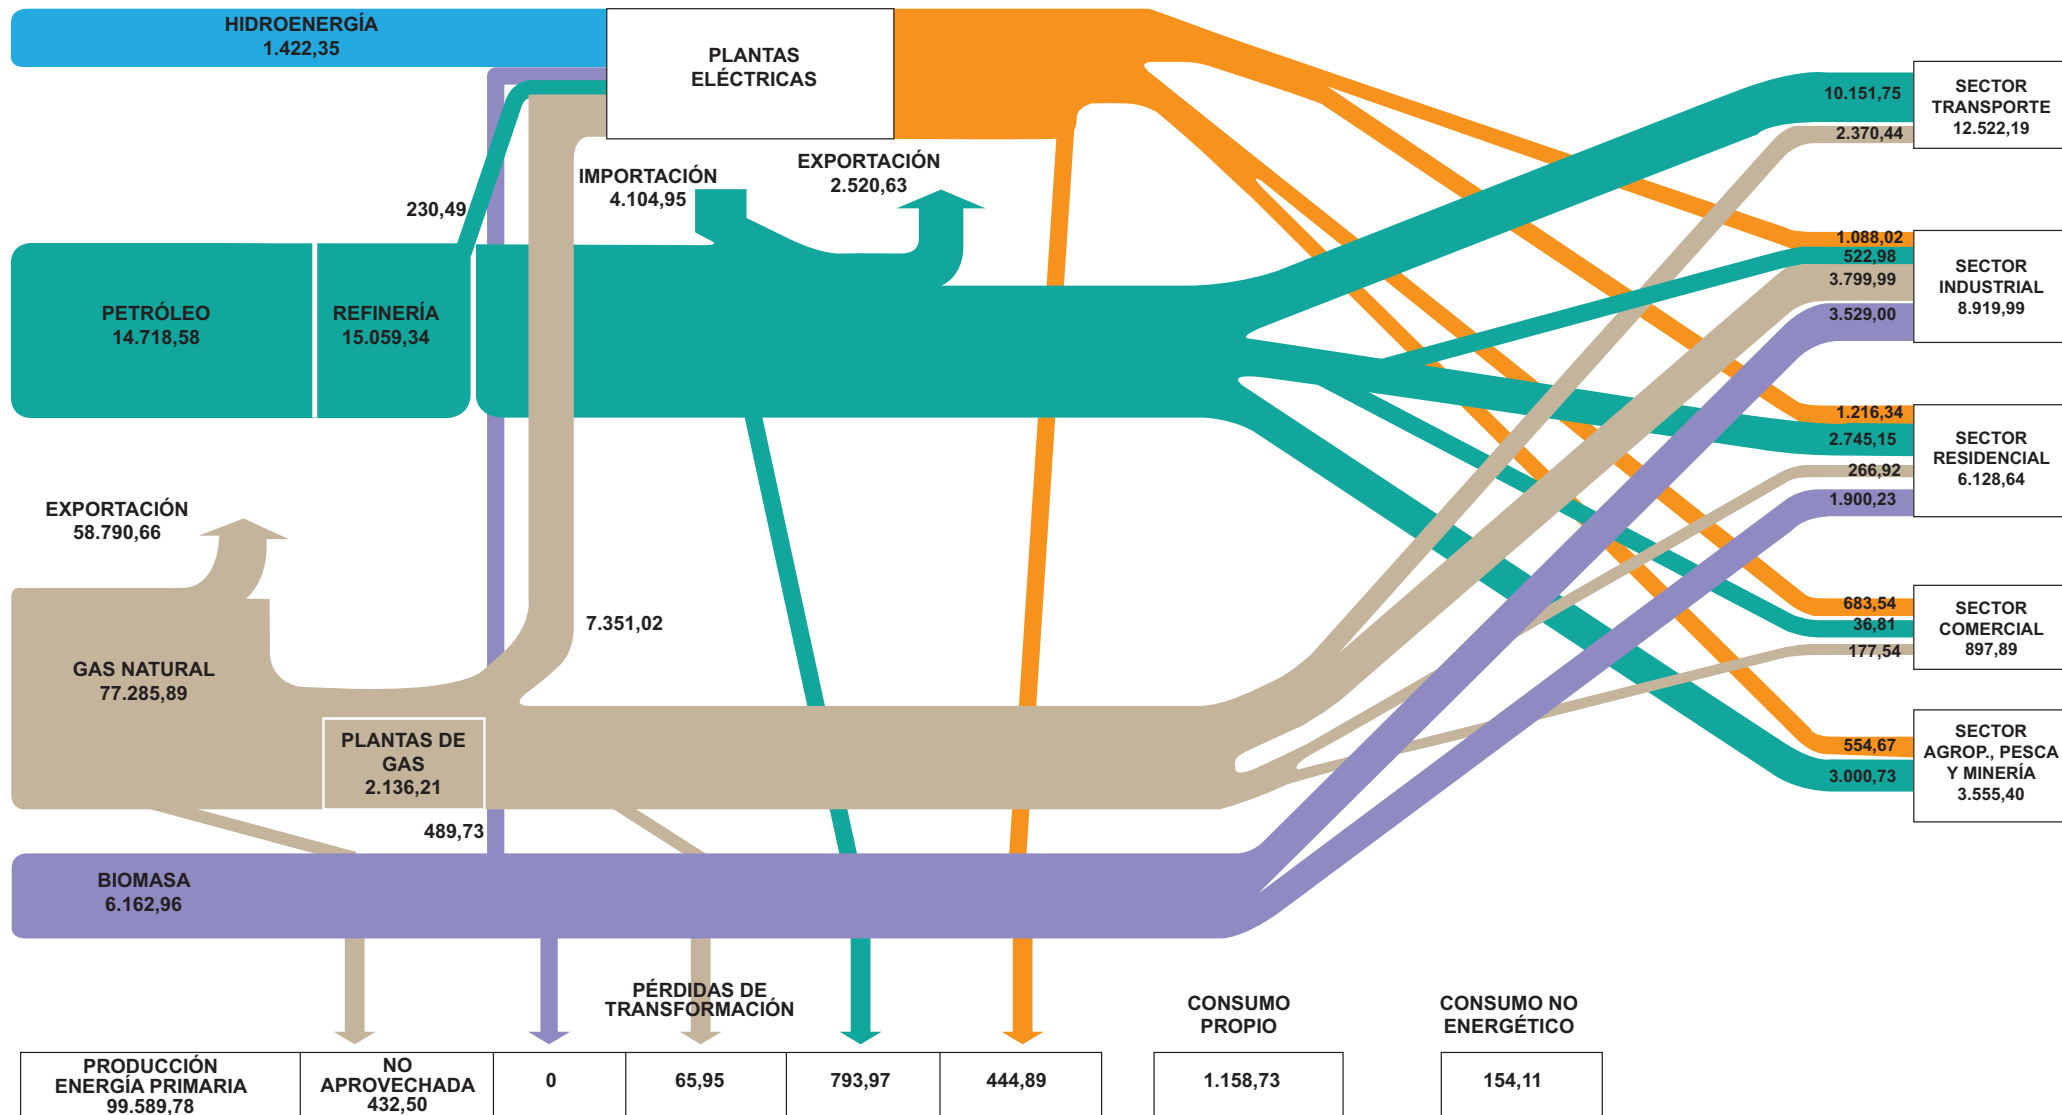 HIDROENERGÍA
1.422,35
PLANTAS
ELÉCTRICAS
IMPORTACIÓN
4.104,95
EXPORTACIÓN
2.520,63
230,49
PETRÓLEO
14.718,58
REFINERÍA
15.059,34
EXPORTACIÓN
58.790,66
7.351,02
GAS NATURAL
77.285,89
PLANTAS DE
GAS
2.136,21
489,73
BIOMASA
6.162,96
10.151,75
2.370,44
SECTOR
TRANSPORTE
12.522,19
1.088,02
522,98
3.799,99
3.529,00
SECTOR
INDUSTRIAL
8.919,99
1.216,34
2.745,15
266,92
1.900,23
SECTOR
RESIDENCIAL
6.128,64
683,54
36,81
177,54
SECTOR
COMERCIAL
897,89
554,67
3.000,73
SECTOR
AGROP., PESCA
Y MINERÍA
3.555,40
PÉRDIDAS DE
TRANSFORMACIÓN
CONSUMO
PROPIO
CONSUMO NO
ENERGÉTICO
PRODUCCIÓN
ENERGÍA PRIMARIA
99.589,78
NO
APROVECHADA
432,50
0
65,95
793,97
444,89
1.158,73
154,11